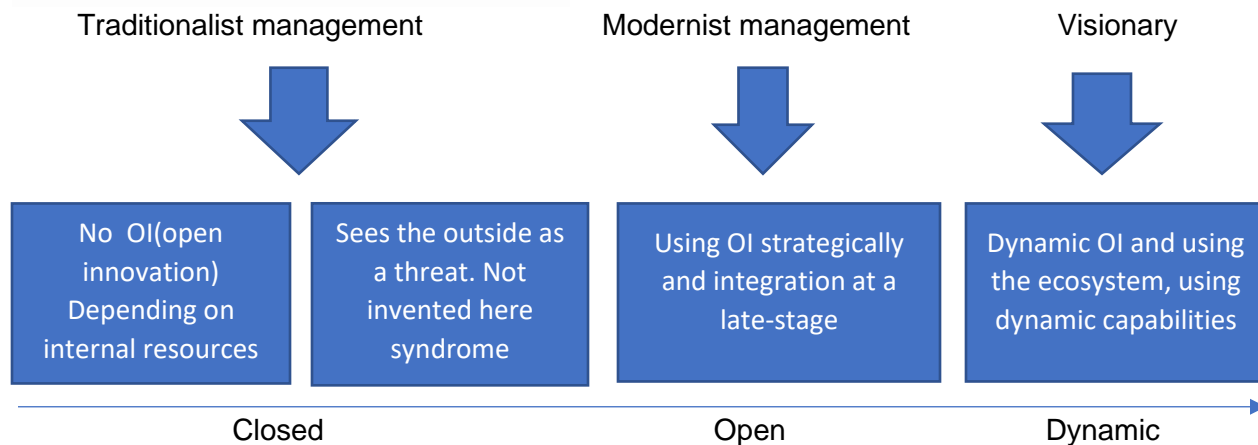 Traditionalist management
Modernist management
Visionary
No OI(open
innovation)
Depending on
internal resources
Sees the outside as
a threat. Not
invented here
syndrome
Using OI strategically
and integration at a
late-stage
Dynamic OI and using
the ecosystem, using
dynamic capabilities
Closed
Open
Dynamic